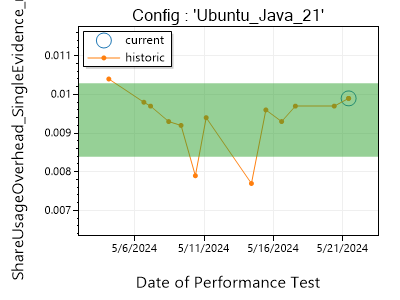 Config : 'Ubuntu_Java_21'
current
historic
0.011
0.01
0.009
0.008
0.007
ShareUsageOverhead_SingleEvidence_
5/6/2024
5/11/2024
5/16/2024
5/21/2024
Date of Performance Test